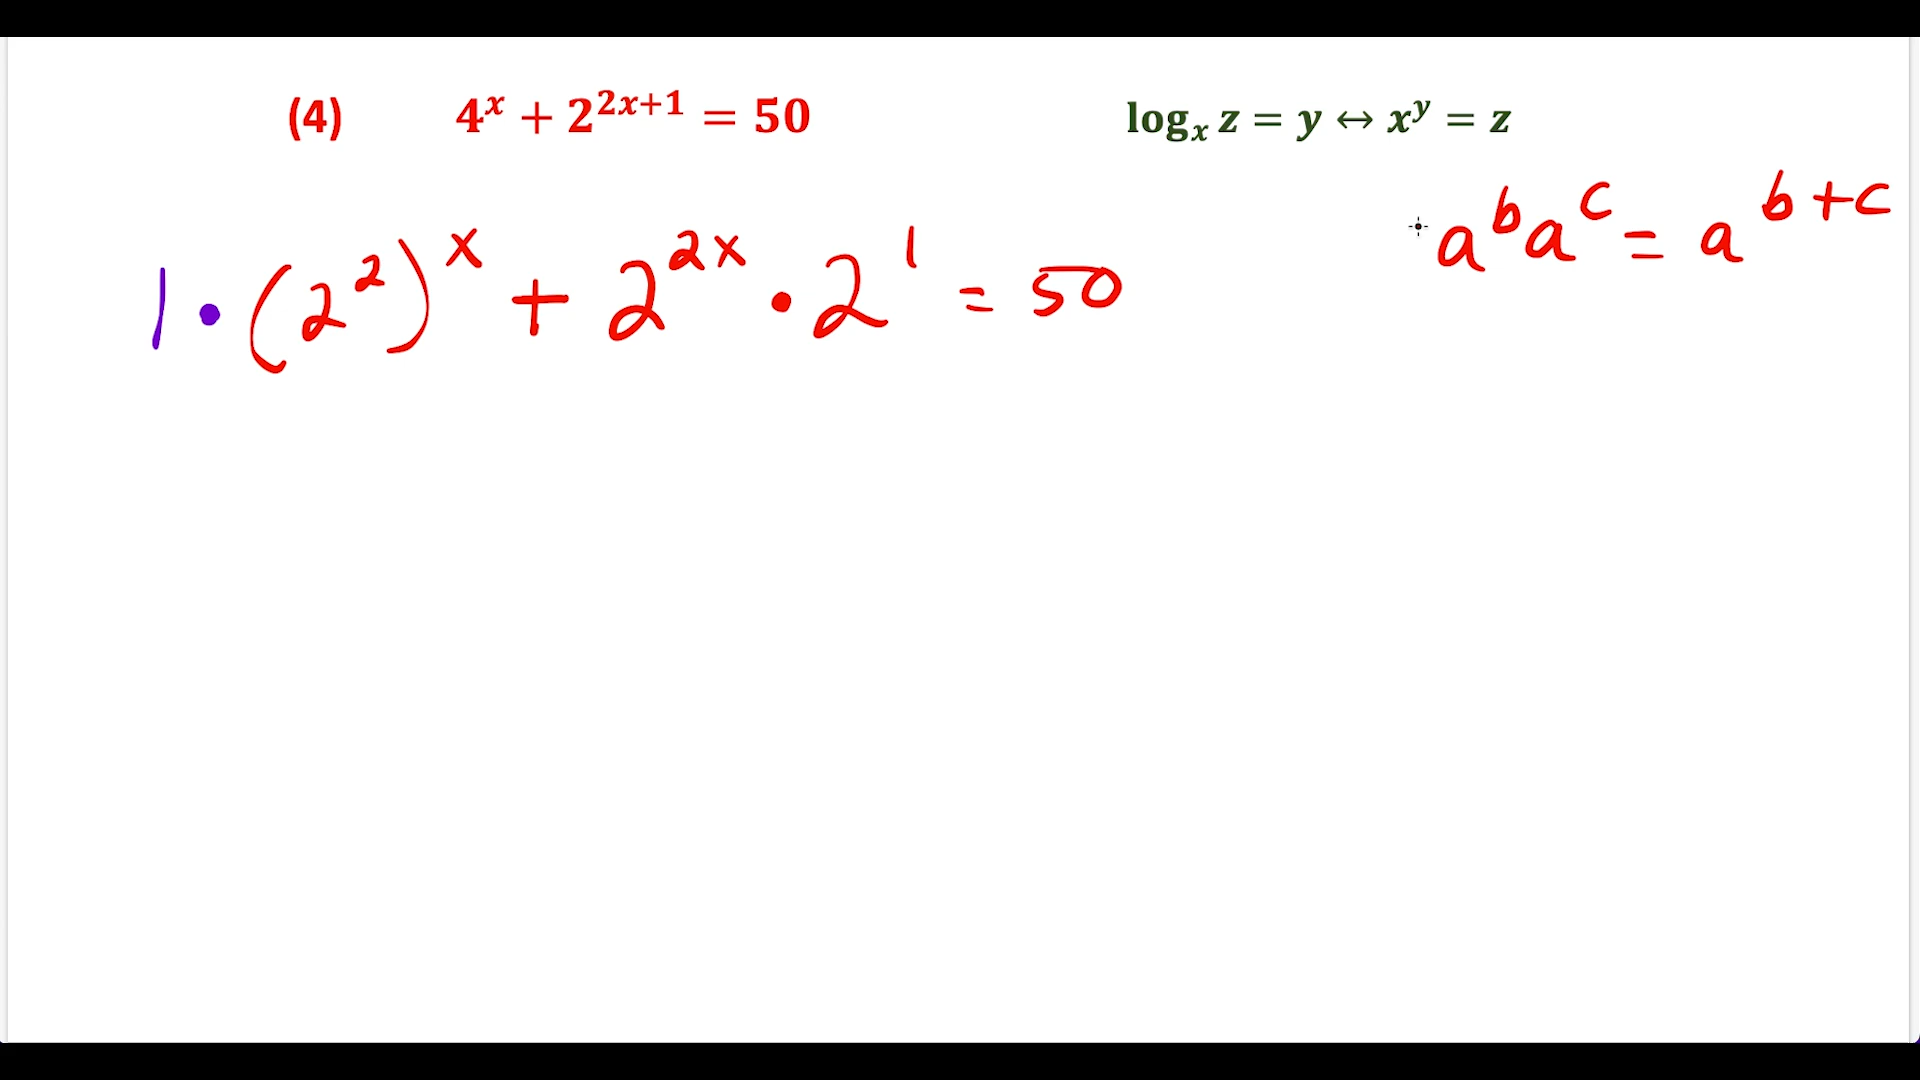 (4) 4^x + 2^{2x+1} = 50
log_x z = y ↔ x^y = z
a^b a^c = a^{b+c}
1 • (2^2)^x + 2^{2x} • 2^1 = 50